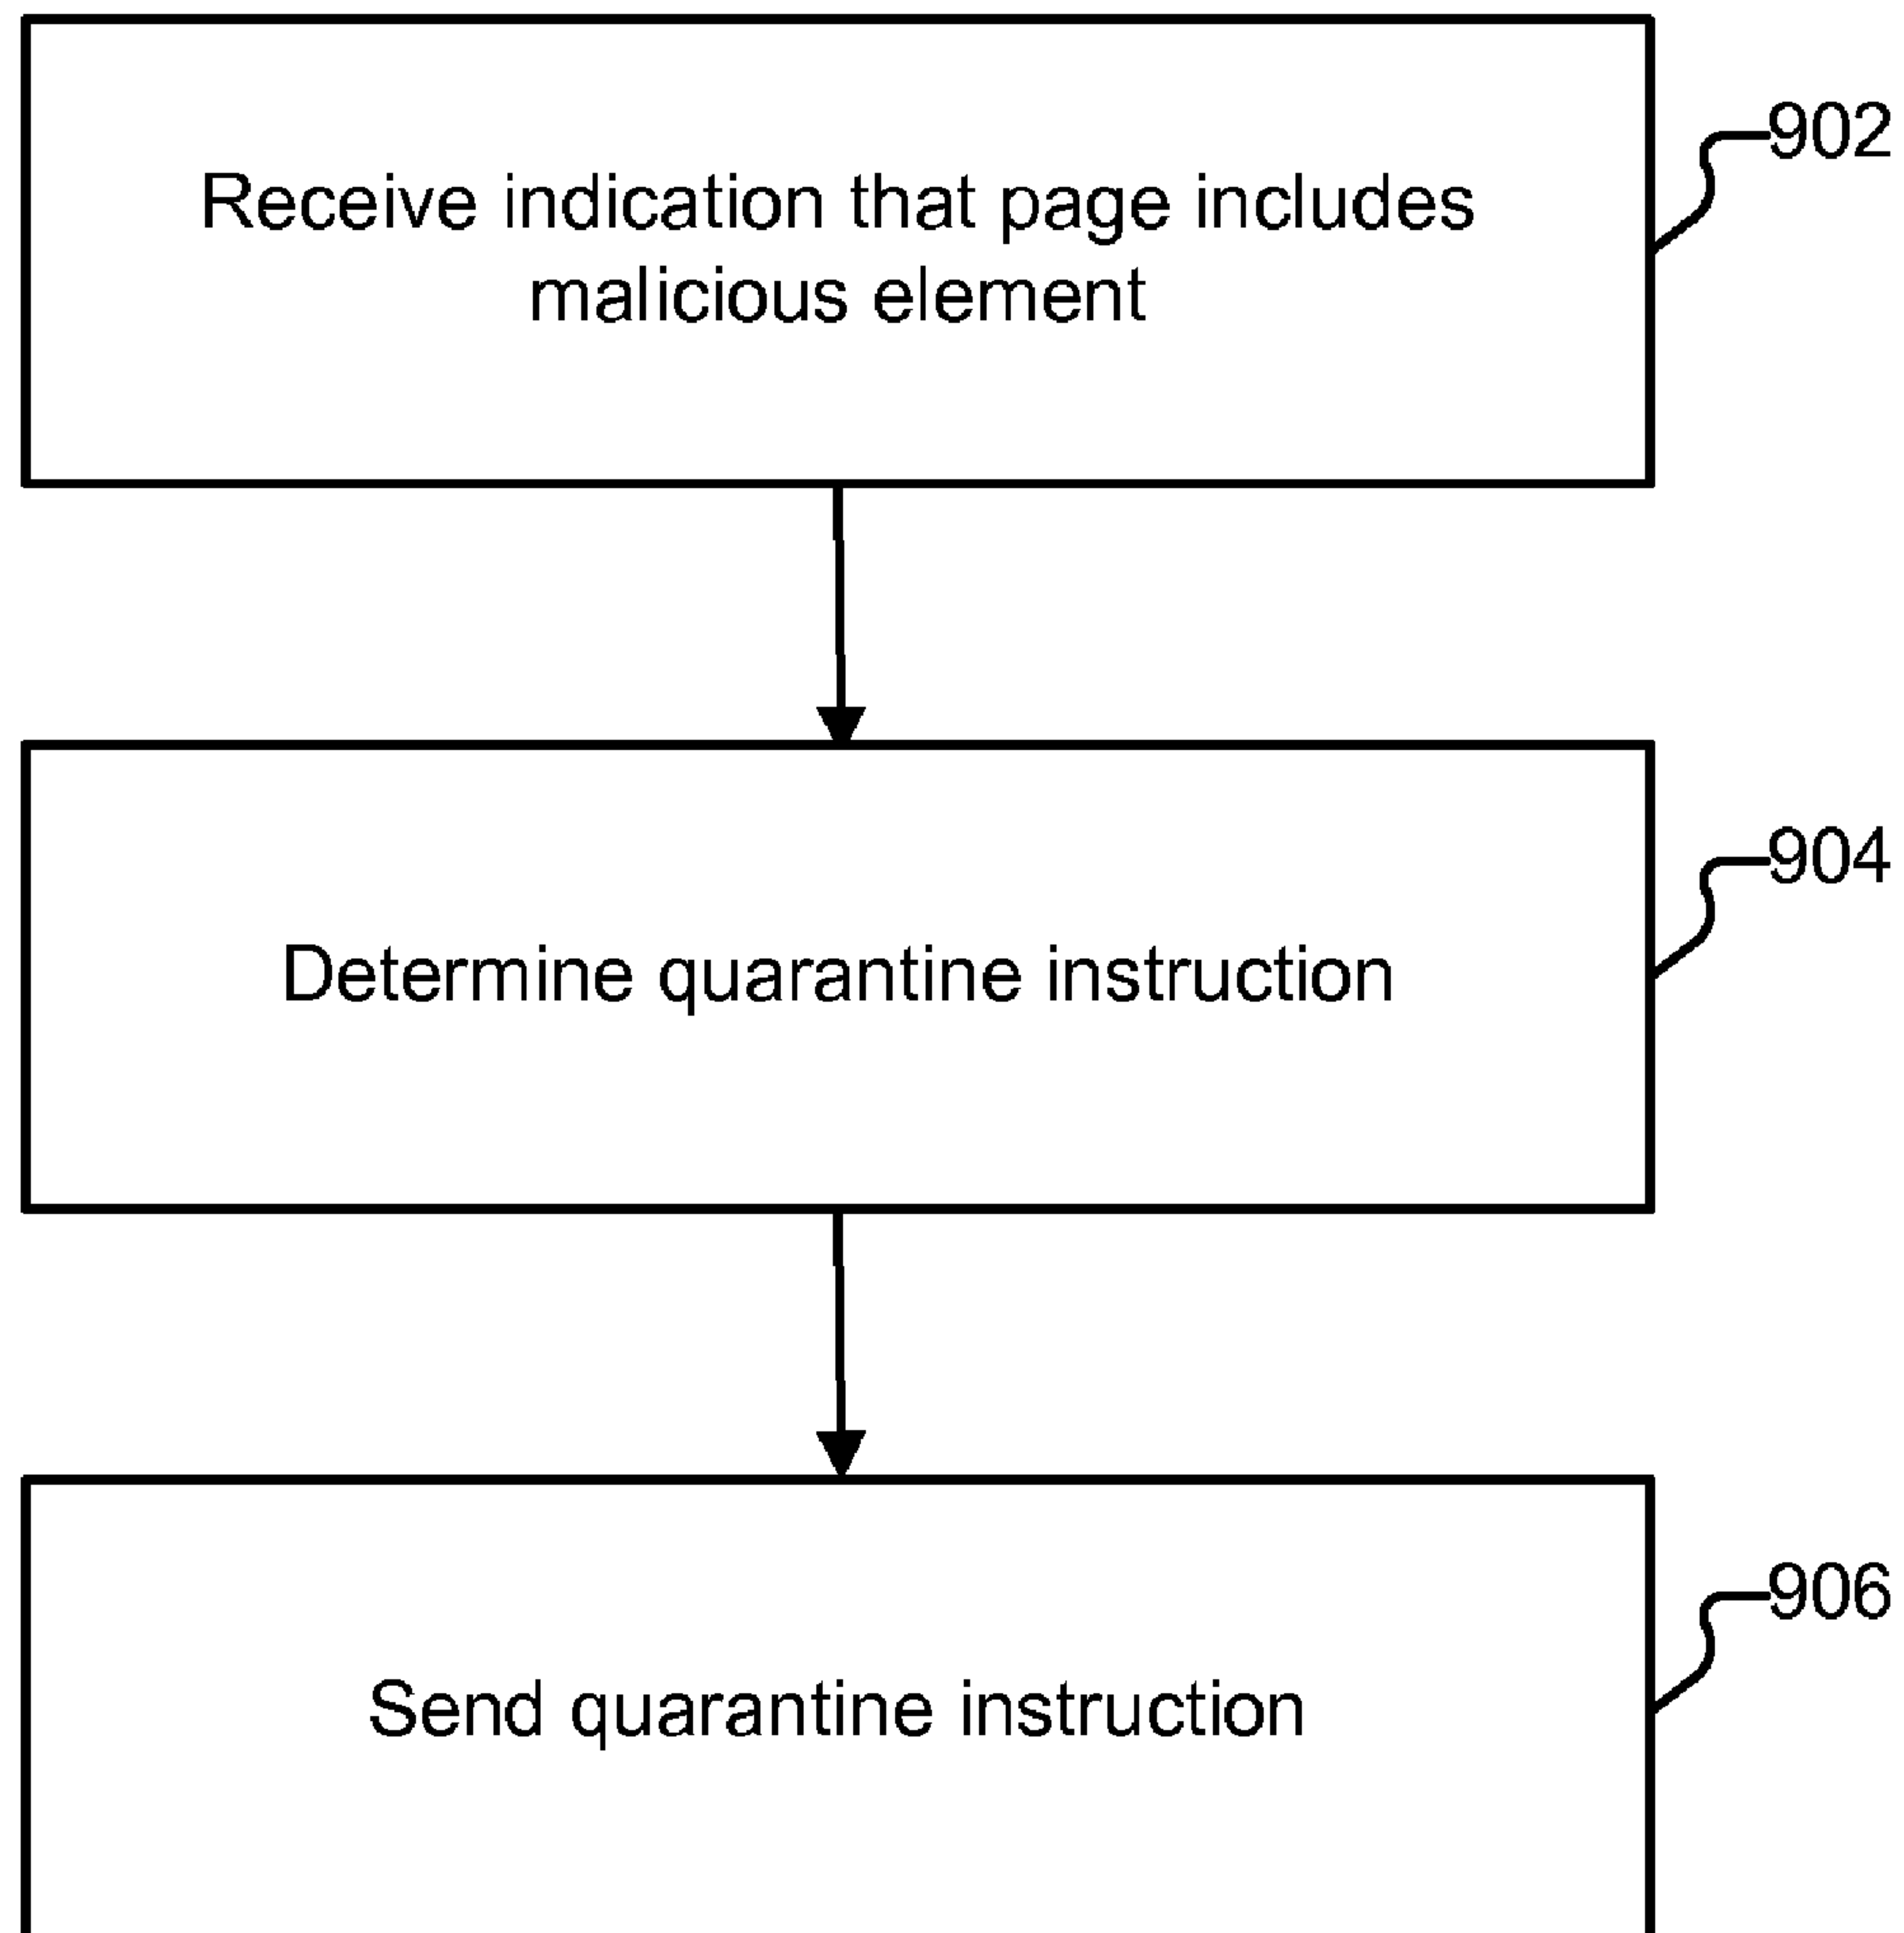 902
Receive indication that page includes
malicious element
904
Determine quarantine instruction
906
Send quarantine instruction